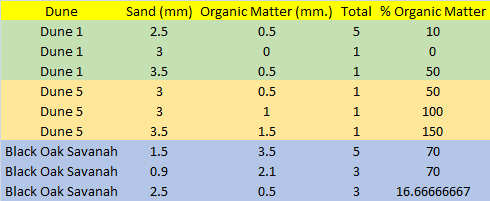 Dune Sand (mm) Organic Matter (mm.) Total % Organic Matter
Dune 1 2.5 0.5 5 10
Dune 1 3 0 1 0
Dune 1 3.5 0.5 1 50
Dune 5 3 0.5 1 50
Dune 5 3 1 1 100
Dune 5 3.5 1.5 1 150
Black Oak Savanah 1.5 3.5 5 70
Black Oak Savanah 0.9 2.1 3 70
Black Oak Savanah 2.5 0.5 3 16.66666667